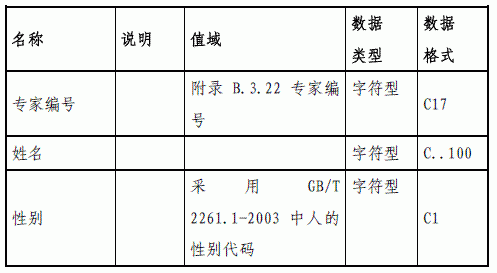 名称 说明 值域 数据类型 数据格式
专家编号 附录 B.3.22 专家编号 字符型 C17
姓名 字符型 C..100
性别 采用 GB/T 2261.1-2003 中人的性别代码 字符型 C1